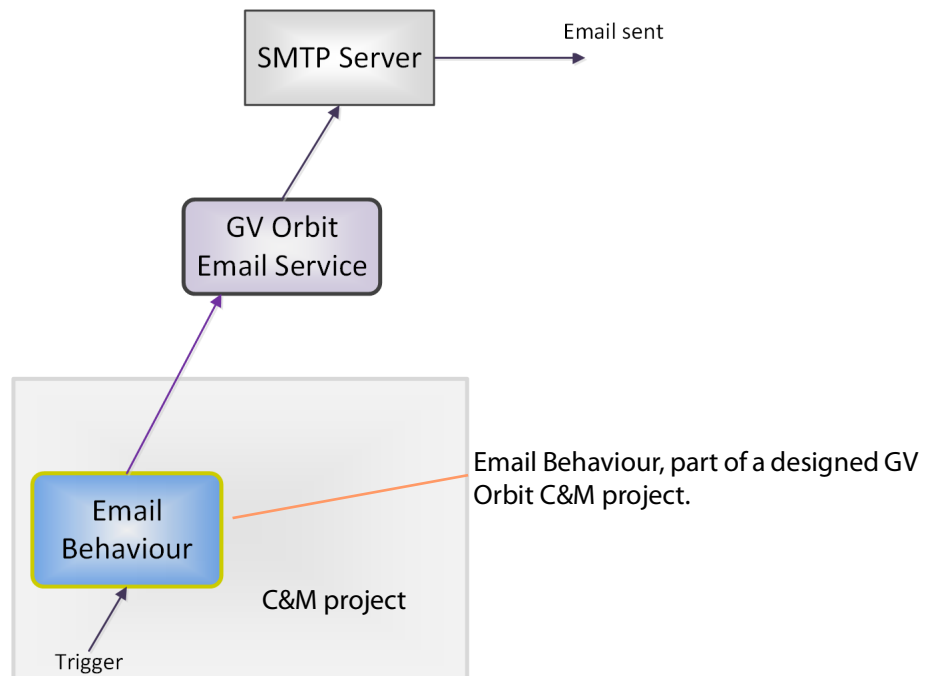 Email sent
SMTP Server
GV Orbit
Email Service
Email Behaviour, part of a designed GV
Orbit C&M project.
Email
Behaviour
C&M project
Trigger